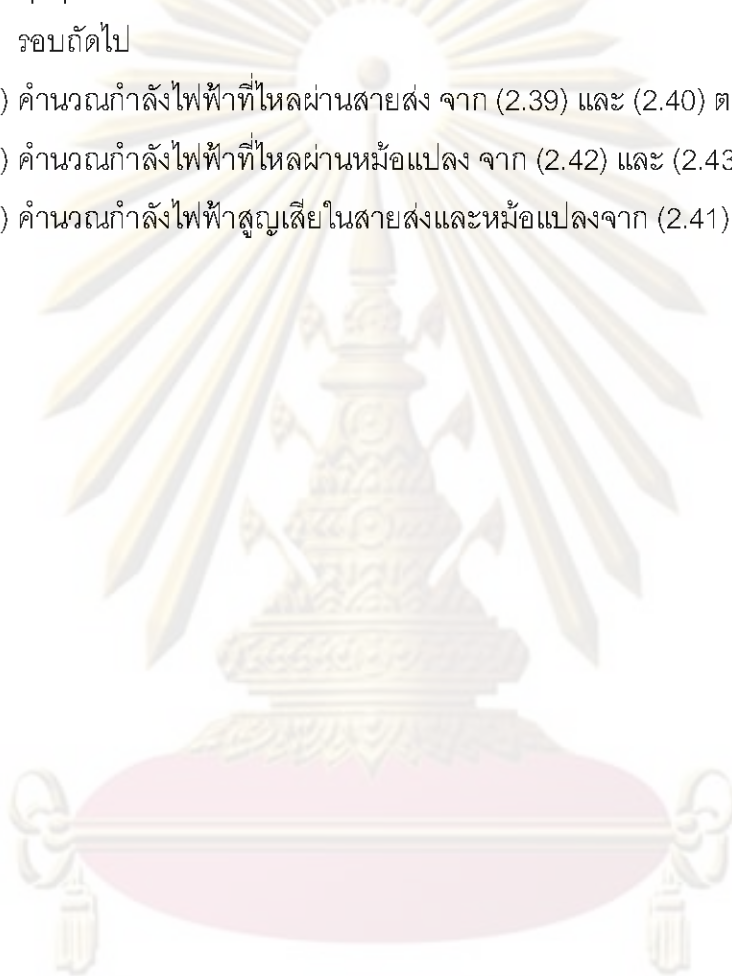 รอบถัดไป
) คำนวณกำลังไฟฟ้าที่ไหลผ่านสายส่ง จาก (2.39) และ (2.40) ต
) คำนวณกำลังไฟฟ้าที่ไหลผ่านหม้อแปลง จาก (2.42) และ (2.43
) คำนวณกำลังไฟฟ้าสูญเสียในสายส่งและหม้อแปลงจาก (2.41)